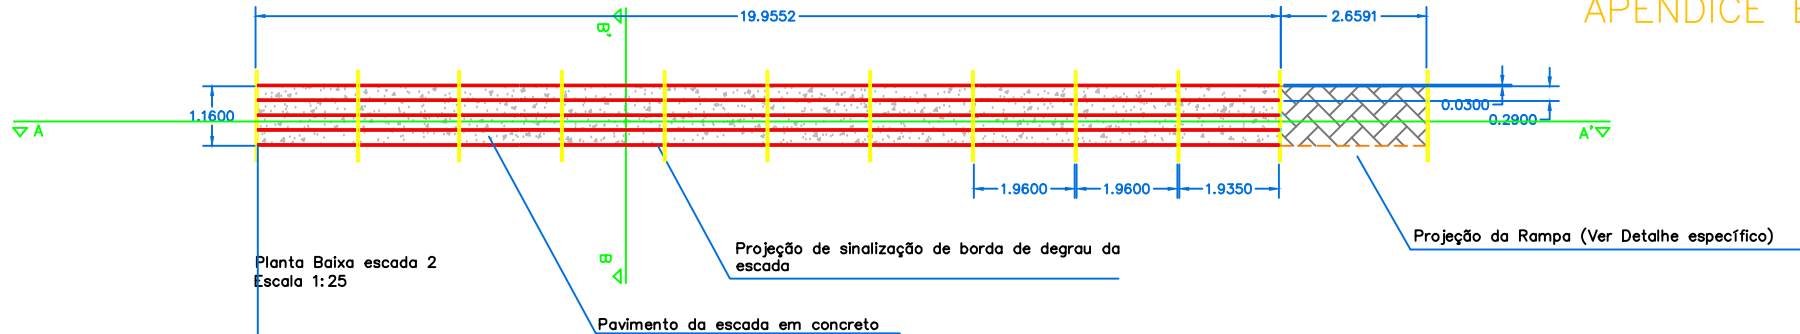 19.9552
2.6591
APENDICE
B'
1.1600
0.0300
0.2900
A
A'
1.9600
1.9600
1.9350
Projeção da Rampa (Ver Detalhe específico)
Projeção de sinalização de borda de degrau da
escada
B
Planta Baixa escada 2
Escala 1:25
Pavimento da escada em concreto